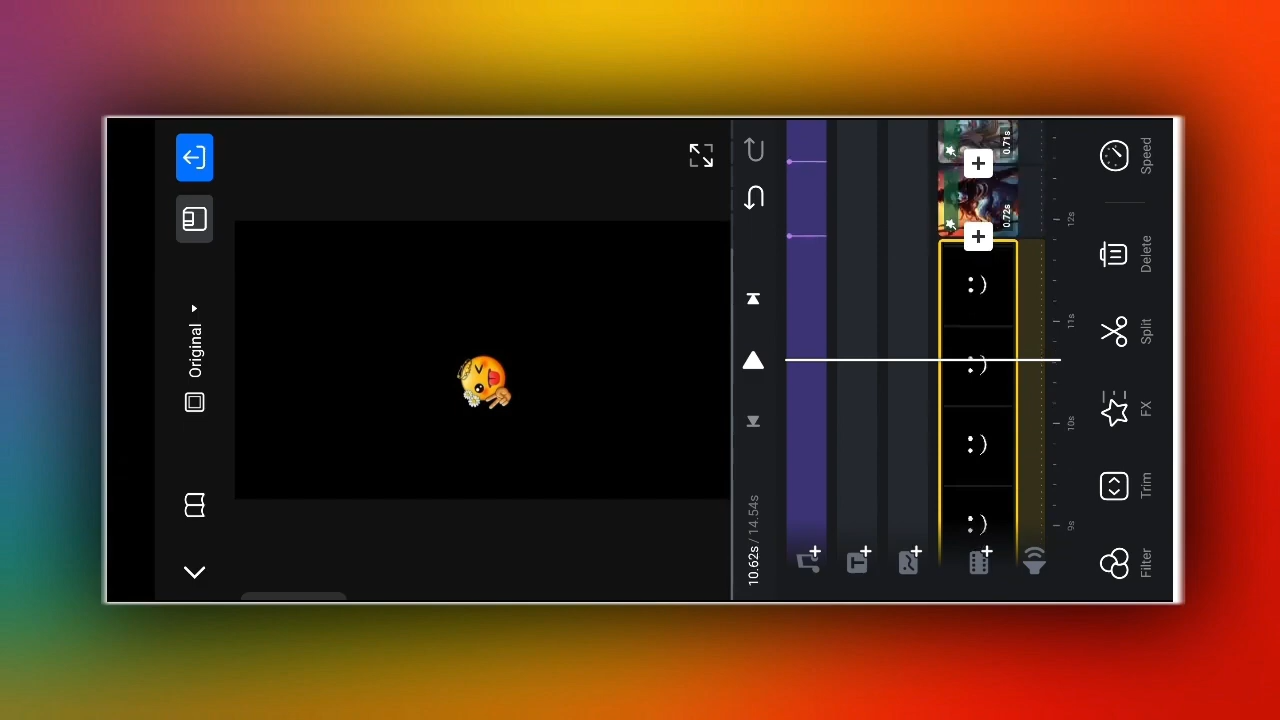 Original
10.62s / 14.54s
:)
:)
:)
:)
0.72s
0.71s
9s
10s
11s
12s
Filter
Trim
FX
Split
Delete
Speed